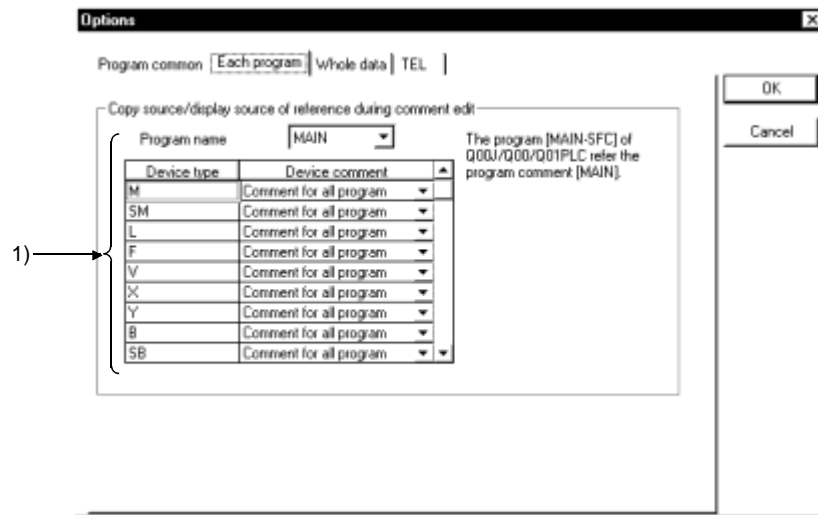 Options
Program common Each program Whole data TEL
OK
Cancel
Copy source/display source of reference during comment edit
Program name MAIN
The program [MAIN-SFC] of
Q00J/Q00/Q01PLC refer the
program comment [MAIN].
Device type Device comment
M Comment for all program
SM Comment for all program
L Comment for all program
1)
F Comment for all program
V Comment for all program
X Comment for all program
Y Comment for all program
B Comment for all program
SB Comment for all program